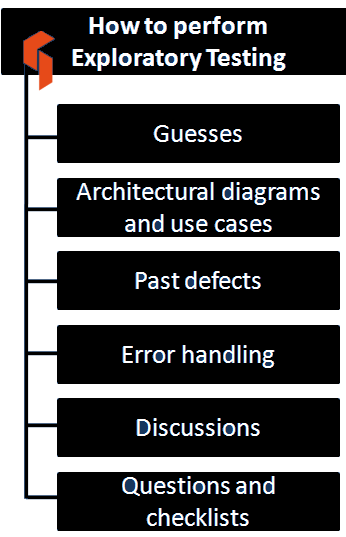 How to perform
Exploratory Testing
Guesses
Architectural diagrams
and use cases
Past defects
Error handling
Discussions
Questions and
checklists